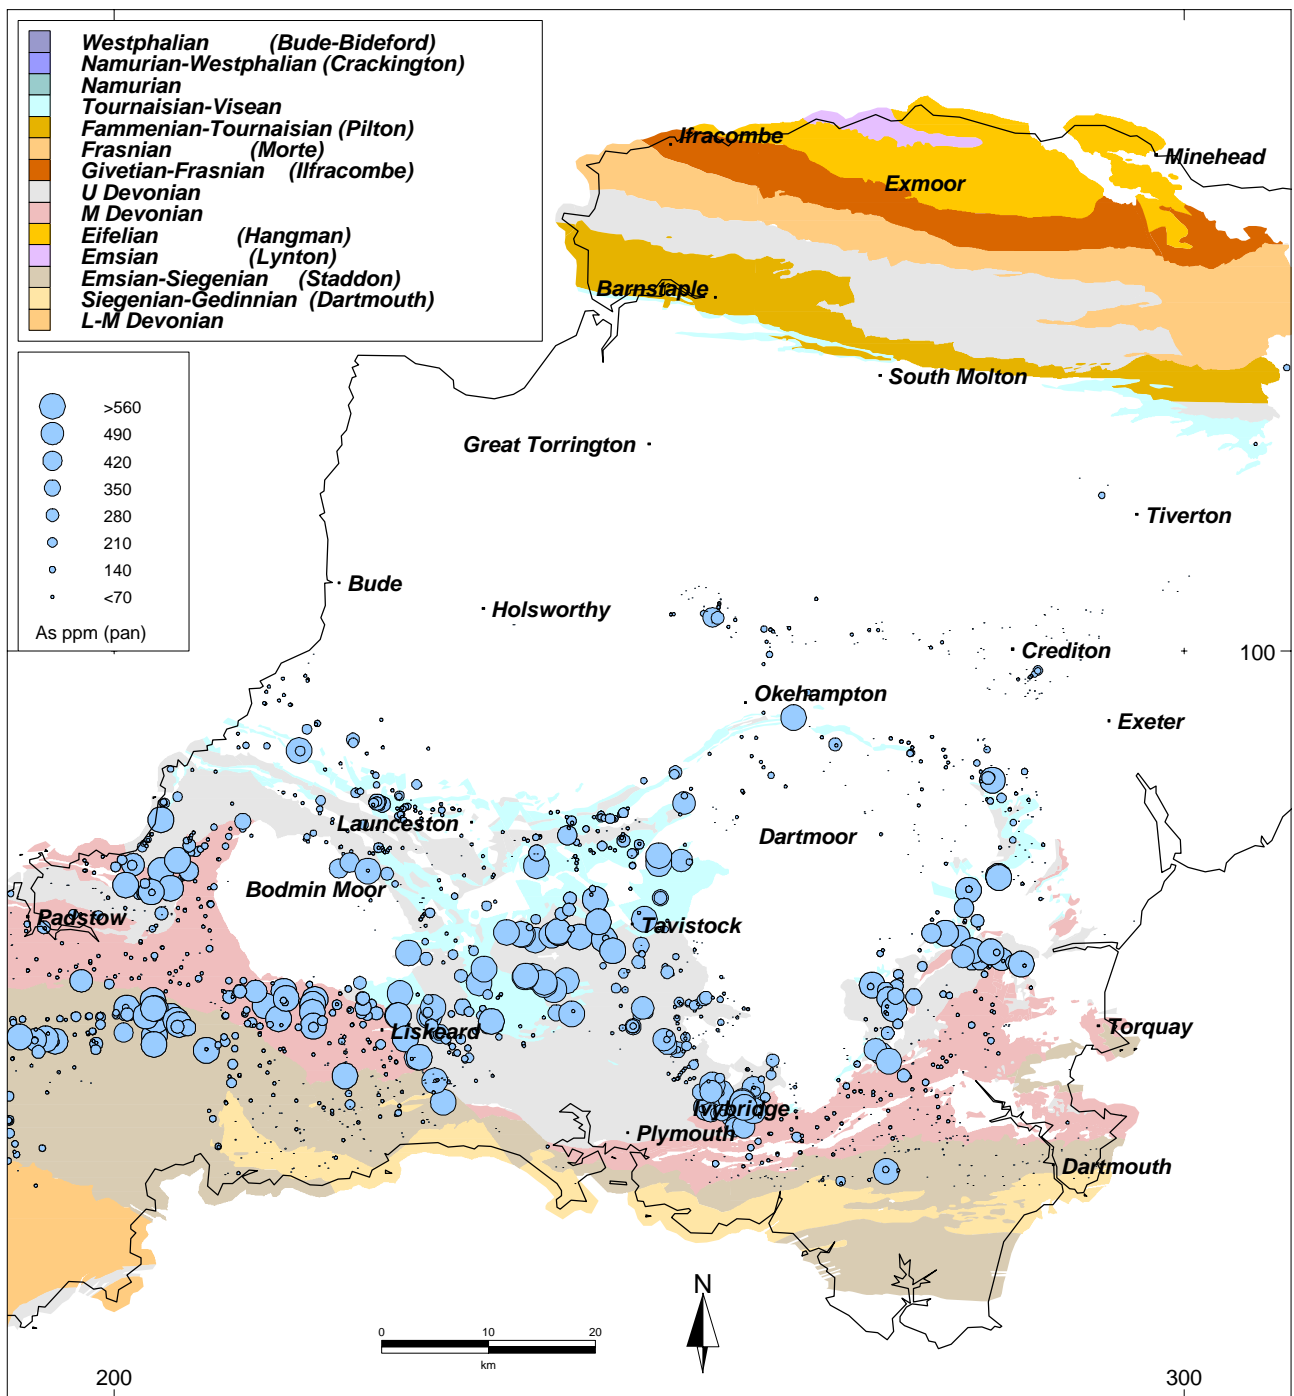 Westphalian (Bude-Bideford)
Namurian-Westphalian (Crackington)
Namurian
Tournaisian-Visean
Fammenian-Tournaisian (Pilton)
Frasnian (Morte)
Givetian-Frasnian (Ilfracombe)
U Devonian
M Devonian
Eifelian (Hangman)
Emsian (Lynton)
Emsian-Siegenian (Staddon)
Siegenian-Gedinnian (Dartmouth)
L-M Devonian
>560
490
420
350
280
210
140
<70
As ppm (pan)
Ilfracombe
Minehead
Exmoor
Barnstaple
South Molton
Great Torrington
Tiverton
Bude
Holsworthy
Crediton
100
Okehampton
Exeter
Launceston
Dartmoor
Bodmin Moor
Padstow
Tavistock
Liskeard
Torquay
Ivybridge
Plymouth
Dartmouth
N
0 10 20
km
200
300